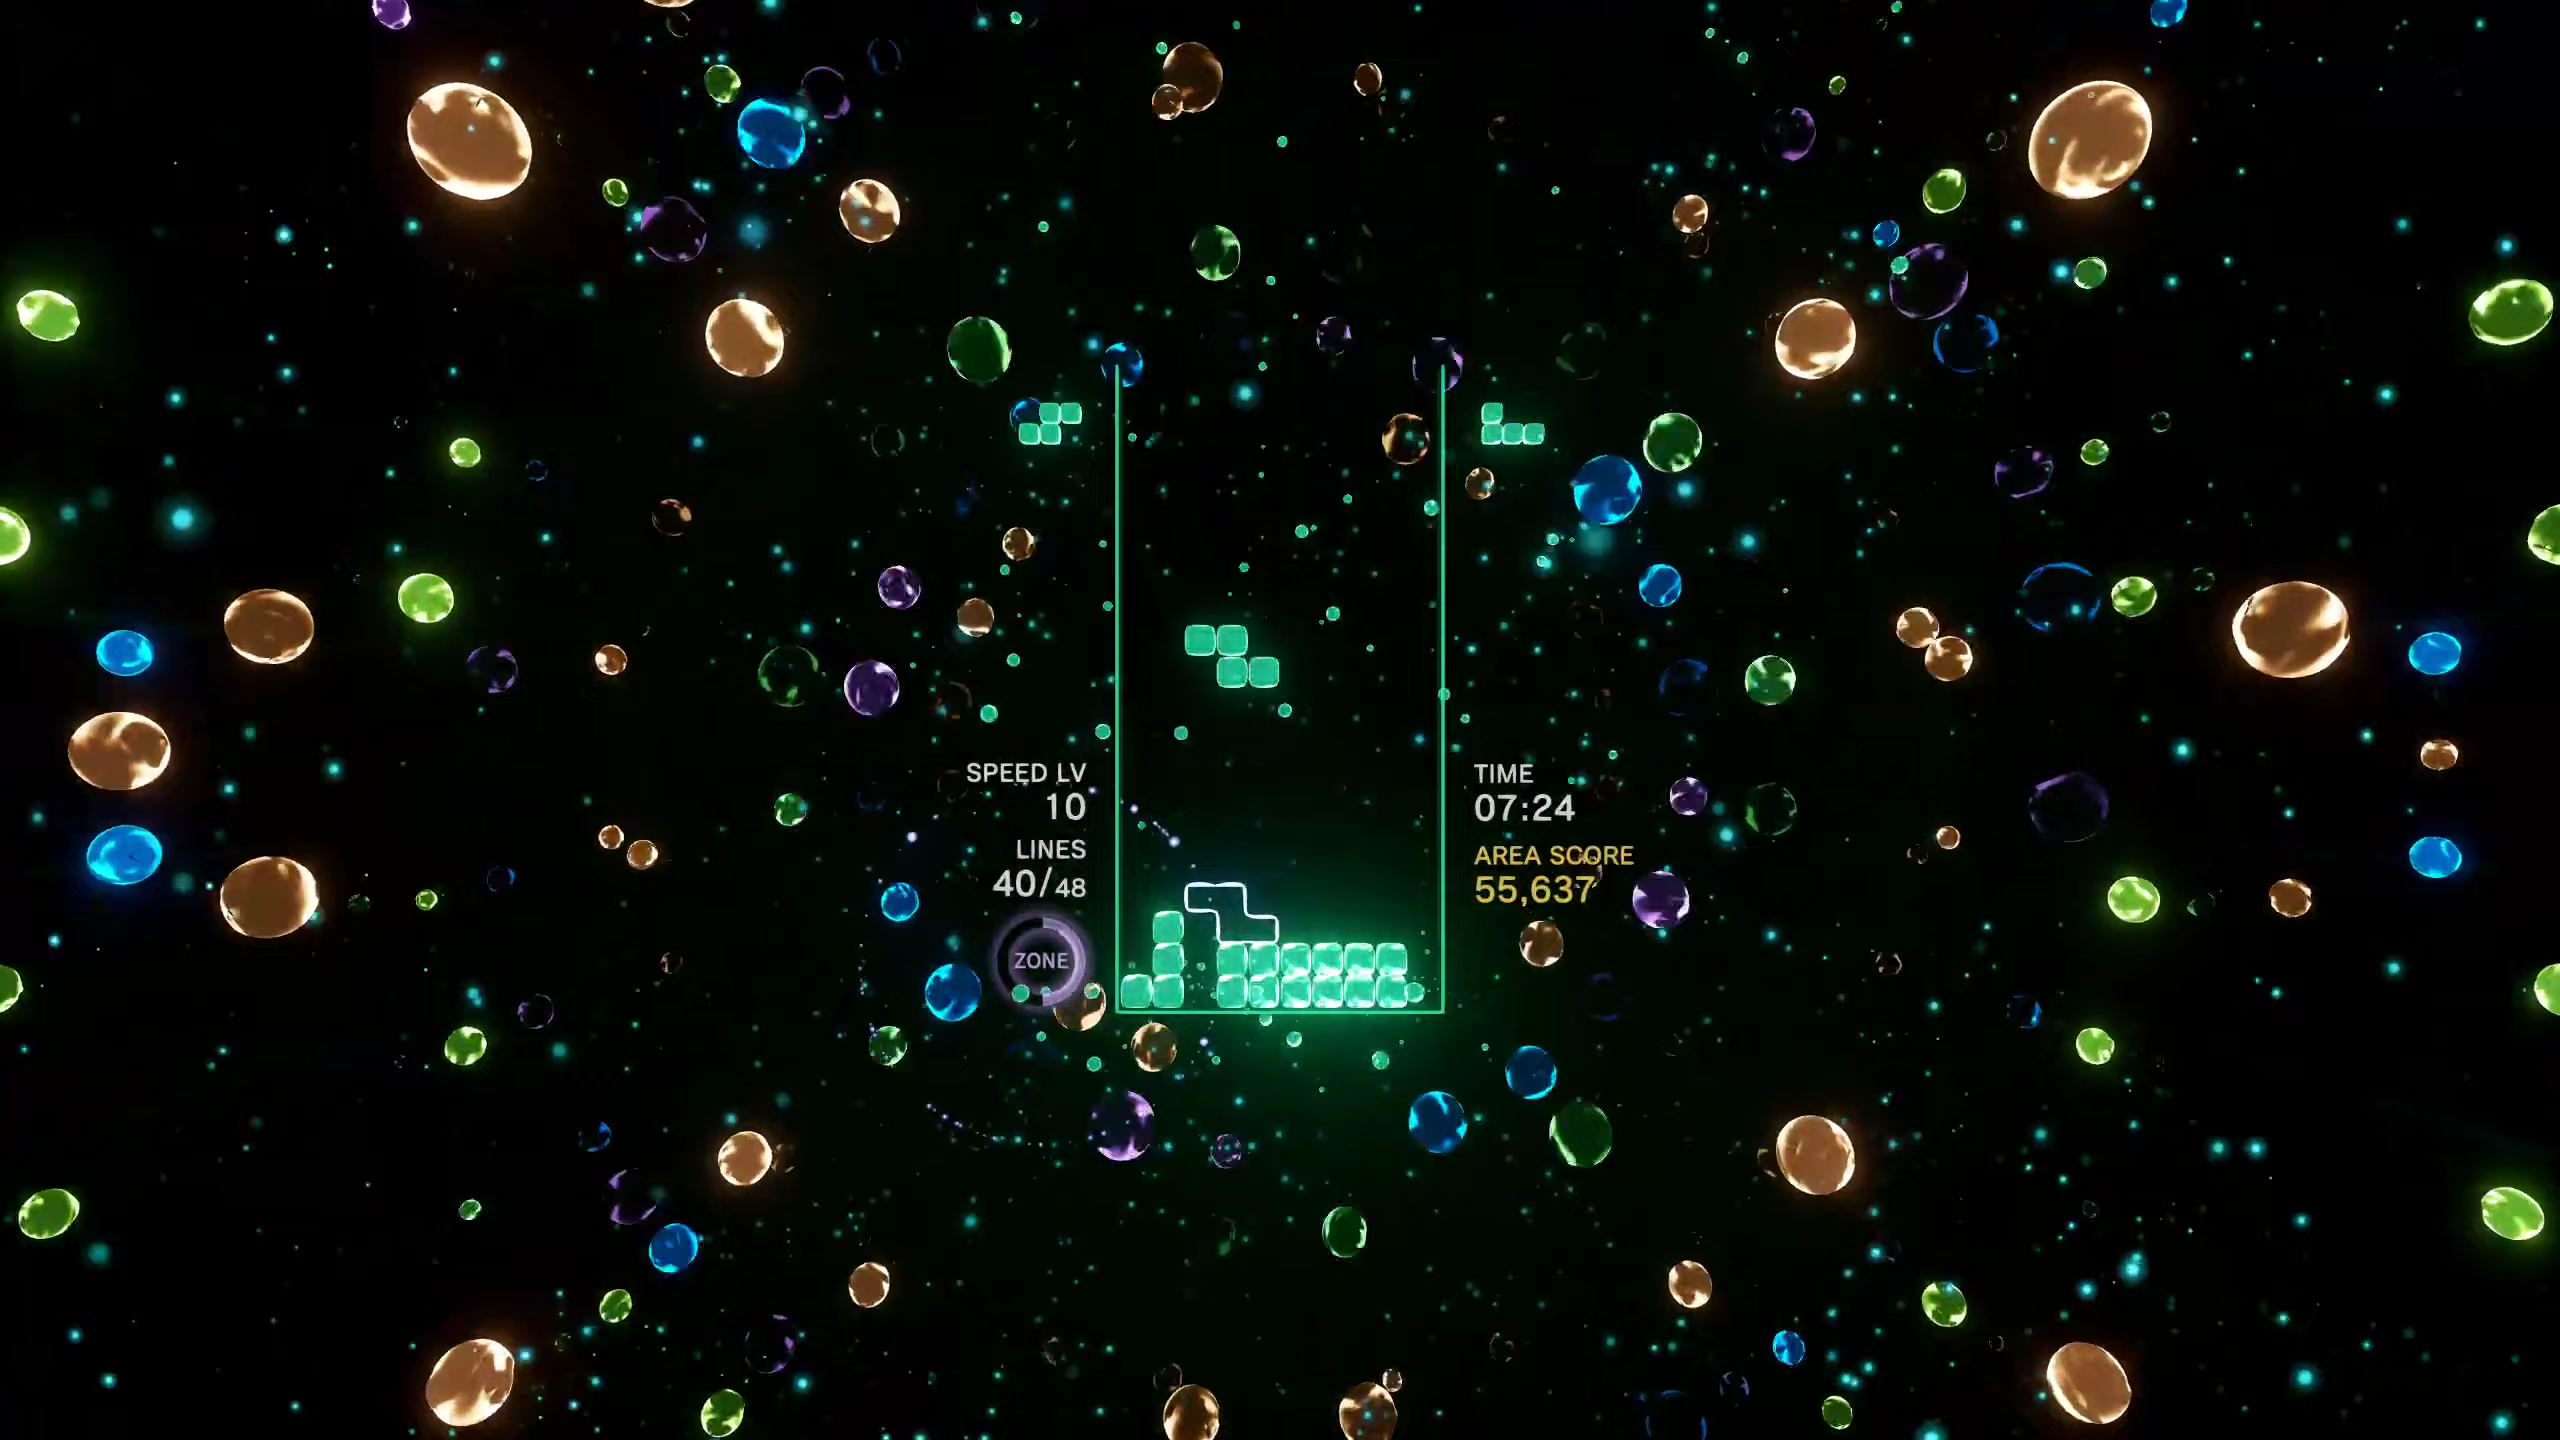 SPEED LV
10
LINES
40/48
ZONE
TIME
07:24
AREA SCORE
55,637